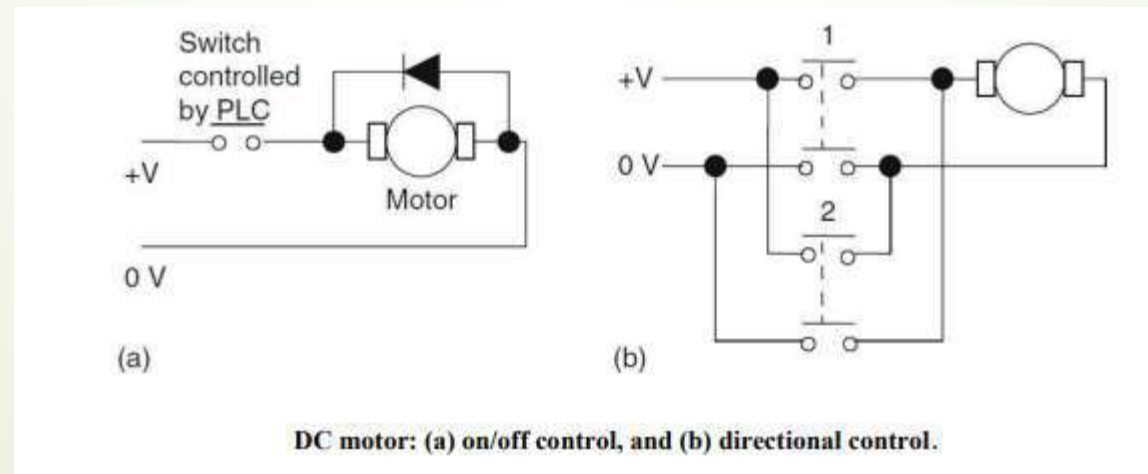 Switch
controlled
by PLC
+V
Motor
0 V
(a)
1
+V
0 V
2
(b)
DC motor: (a) on/off control, and (b) directional control.